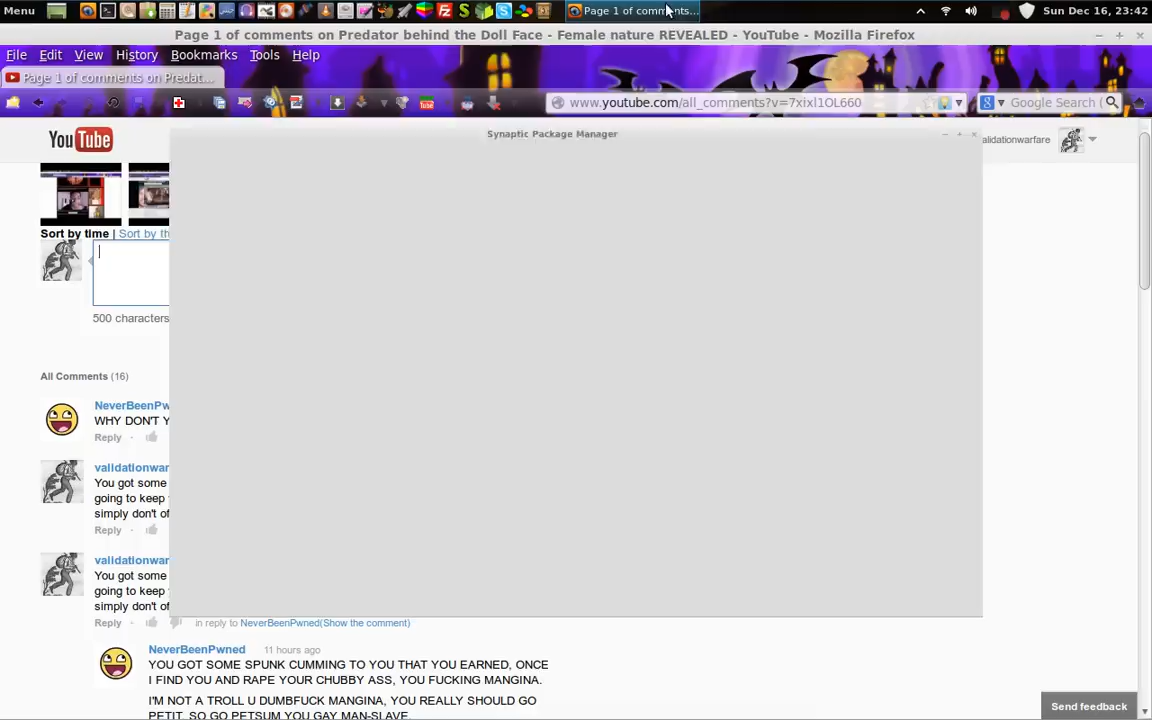 Menu
Page 1 of comments...
Sun Dec 16, 23:42
Page 1 of comments on Predator behind the Doll Face - Female nature REVEALED - YouTube - Mozilla Firefox
File Edit View History Bookmarks Tools Help
Page 1 of comments on Predat...
www.youtube.com/all_comments?v=7xixl1OL660
Google Search (
YouTube
Synaptic Package Manager
alidationwarfare
Sort by time | Sort by th
500 characters
All Comments (16)
NeverBeenPw
WHY DON'T Y
Reply
validationwar
You got some
going to keep
simply don't of
Reply
validationwar
You got some
going to keep
simply don't of
Reply · in reply to NeverBeenPwned(Show the comment)
NeverBeenPwned 11 hours ago
YOU GOT SOME SPUNK CUMMING TO YOU THAT YOU EARNED, ONCE
I FIND YOU AND RAPE YOUR CHUBBY ASS, YOU FUCKING MANGINA.
I'M NOT A TROLL U DUMBFUCK MANGINA, YOU REALLY SHOULD GO
PETIT. SO GO PETSUM YOU GAY MAN-SLAVE.
Send feedback